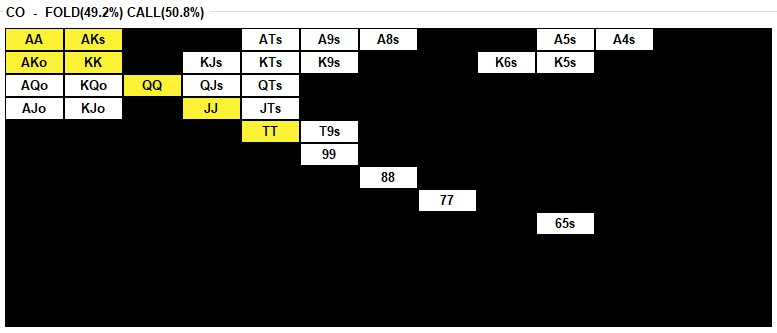 CO - FOLD(49.2%) CALL(50.8%)
AA AKs ATs A9s A8s A5s A4s
AKo KK KJs KTs K9s K6s K5s
AQo KQo QQ QJs QTs
AJo KJo JJ JTs
TT T9s
99
88
77
65s